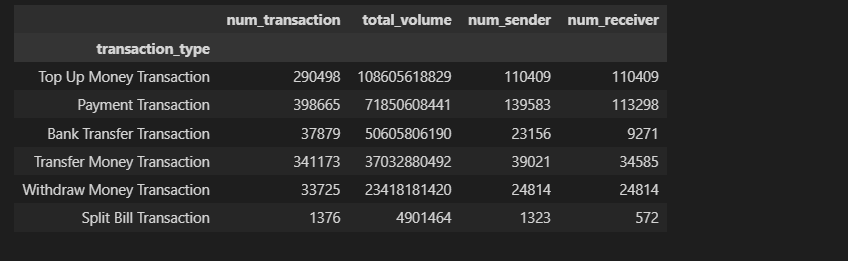 num_transaction total_volume num_sender num_receiver
transaction_type
Top Up Money Transaction 290498 108605618829 110409 110409
Payment Transaction 398665 71850608441 139583 113298
Bank Transfer Transaction 37879 50605806190 23156 9271
Transfer Money Transaction 341173 37032880492 39021 34585
Withdraw Money Transaction 33725 23418181420 24814 24814
Split Bill Transaction 1376 4901464 1323 572